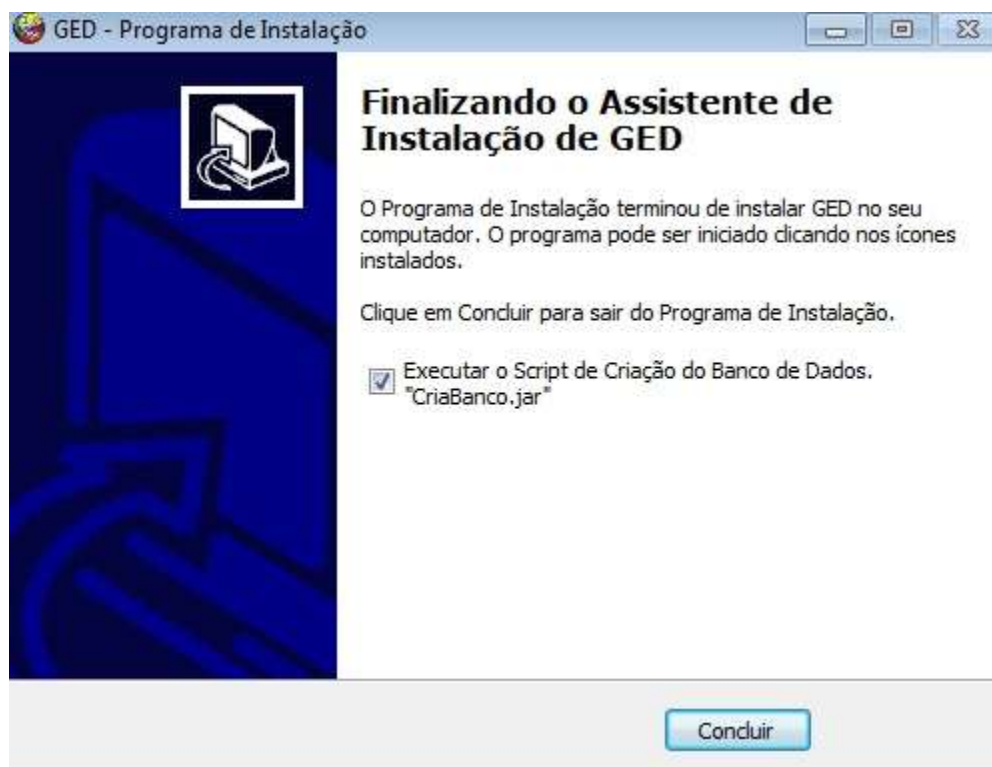 GED - Programa de Instalação
Finalizando o Assistente de
Instalação de GED
O Programa de Instalação terminou de instalar GED no seu
computador. O programa pode ser iniciado clicando nos ícones
instalados.
Clique em Concluir para sair do Programa de Instalação.
Executar o Script de Criação do Banco de Dados.
"CriaBanco.jar"
Concluir